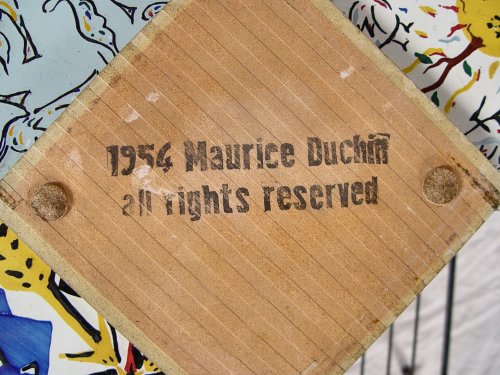 1954 Maurice Duchin
all rights reserved